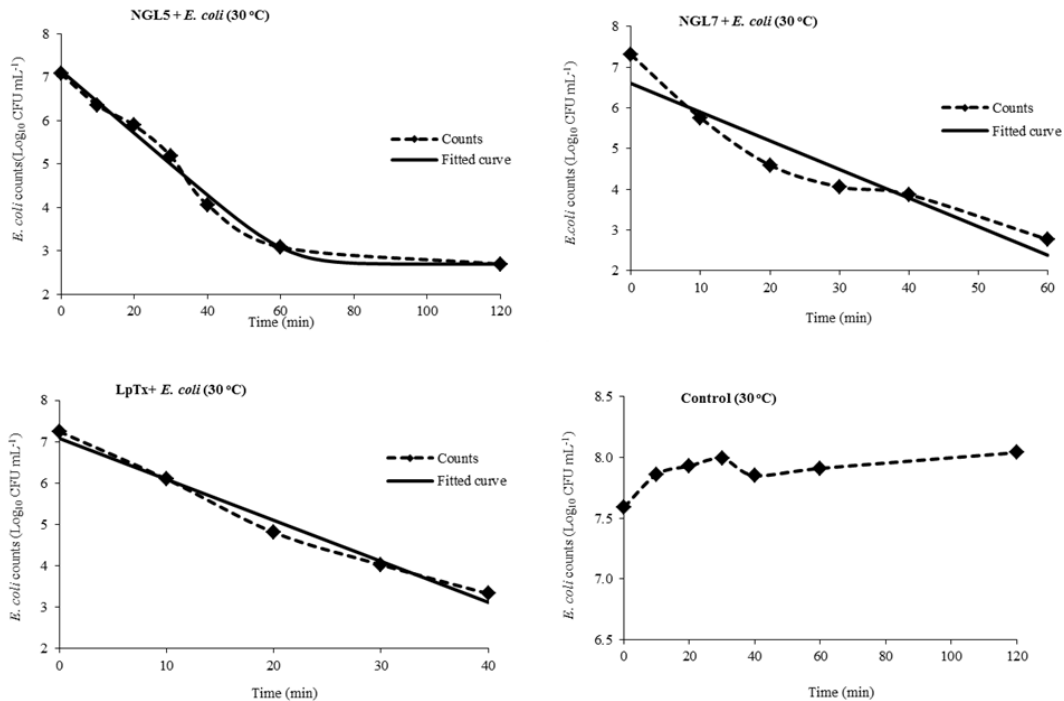 NGL5 + E. coli (30 °C)
E. coli counts(Log10 CFU mL-1)
8
7
6
5
4
3
2
0 20 40 60 80 100 120
Time (min)
Counts
Fitted curve
NGL7 + E. coli (30 °C)
E.coli counts (Log10 CFU mL-1)
8
7
6
5
4
3
2
0 10 20 30 40 50 60
Time (min)
Counts
Fitted curve
LpTx+ E. coli (30 °C)
E. coli counts (Log10 CFU mL-1)
8
7
6
5
4
3
2
0 10 20 30 40
Time (min)
Counts
Fitted curve
Control (30 °C)
E. coli counts (Log10 CFU mL-1)
8.5
8.0
7.5
7.0
6.5
0 20 40 60 80 100 120
Time (min)